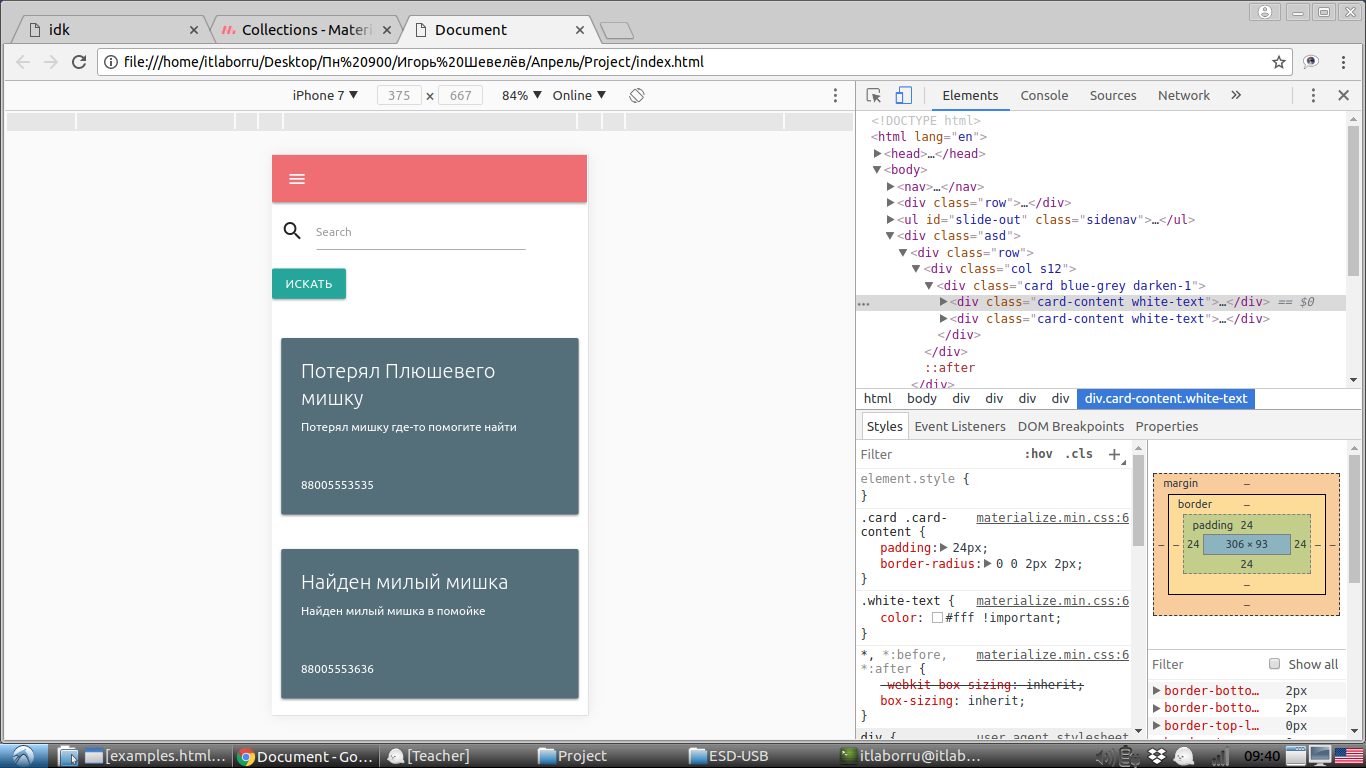 idk
Collections - Materi
Document
file:///home/itlaborru/Desktop/Пн%20900/Игорь%20Шевелёв/Апрель/Project/index.html
iPhone 7 ▼ 375 × 667 84% ▼ Online ▼
Elements Console Sources Network »
<!DOCTYPE html>
<html lang="en">
<head>…</head>
<body>
<nav>…</nav>
<div class="row">…</div>
<ul id="slide-out" class="sidenav">…</ul>
<div class="asd">
<div class="row">
<div class="col s12">
<div class="card blue-grey darken-1">
<div class="card-content white-text">…</div> == $0
<div class="card-content white-text">…</div>
</div>
</div>
::after
</div>
html body div div div div div.card-content.white-text
Search
ИСКАТЬ
Потерял Плюшевего
мишку
Потерял мишку где-то помогите найти
88005553535
Найден милый мишка
Найден милый мишка в помойке
88005553636
Styles Event Listeners DOM Breakpoints Properties
Filter :hov .cls +
element.style {
}
.card .card- materialize.min.css:6
content {
padding: 24px;
border-radius: 0 0 2px 2px;
}
.white-text { materialize.min.css:6
color: #fff !important;
}
*, *:before, materialize.min.css:6
*:after {
-webkit-box-sizing: inherit;
box-sizing: inherit;
}
div { user agent stylesheet
margin –
border –
padding 24
– – 24 306 × 93 24 – –
24
–
–
Filter Show all
border-botto… 2px
border-botto… 2px
border-top-l… 0px
[examples.html… Document - Go… [Teacher] Project ESD-USB itlaborru@itlab… 09:40